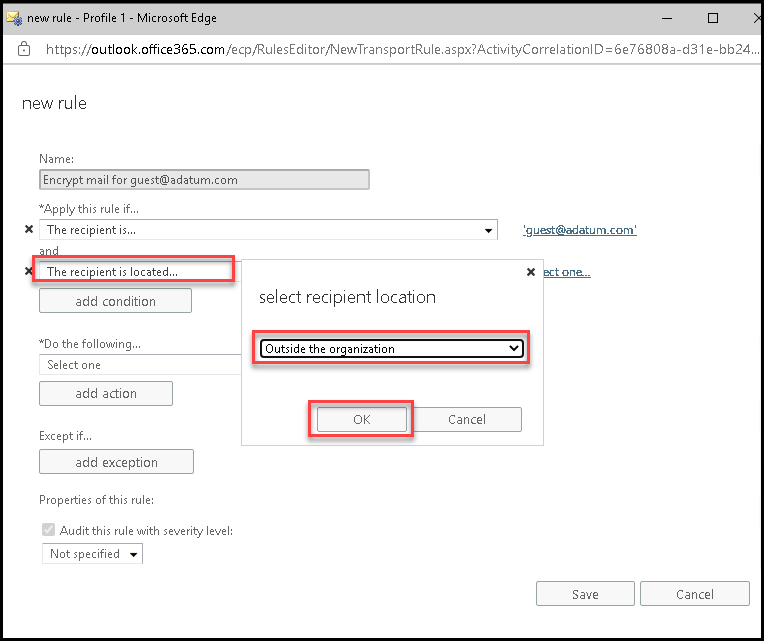 new rule - Profile 1 - Microsoft Edge
https://outlook.office365.com/ecp/RulesEditor/NewTransportRule.aspx?ActivityCorrelationID=6e76808a-d31e-bb24...
new rule
Name:
Encrypt mail for guest@adatum.com
*Apply this rule if...
The recipient is... 'guest@adatum.com'
and
The recipient is located... ect one...
select recipient location
add condition
*Do the following...
Outside the organization
Select one
add action
OK Cancel
Except if...
add exception
Properties of this rule:
Audit this rule with severity level:
Not specified
Save Cancel